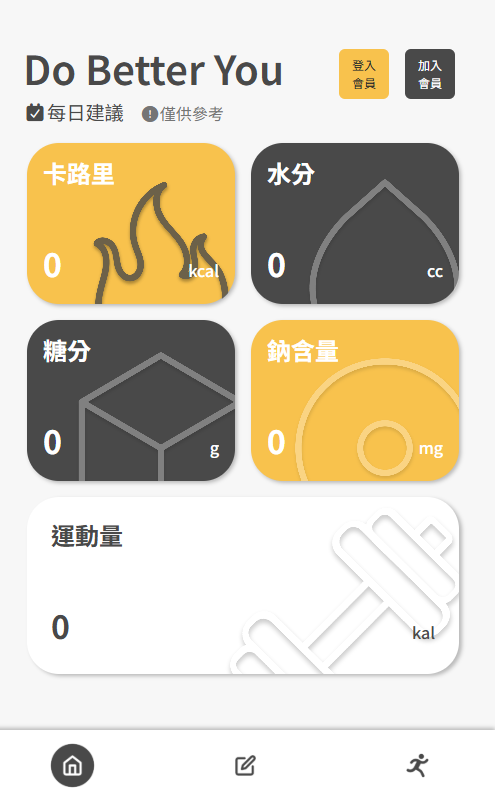 Do Better You
登入
會員
加入
會員
每日建議 僅供參考
卡路里
0 kcal
水分
0 cc
糖分
0 g
鈉含量
0 mg
運動量
0 kal